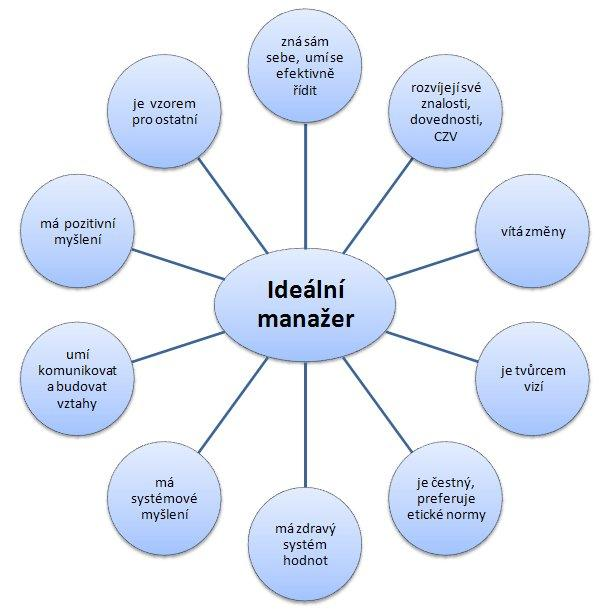 zná sám
sebe, umí se
efektivně
řídit
rozvíjejí své
znalosti,
dovednosti,
CZV
vítá změny
je tvůrcem
vizí
je čestný,
preferuje
etické normy
má zdravý
systém
hodnot
má
systémové
myšlení
umí
komunikovat
a budovat
vztahy
má pozitivní
myšlení
je vzorem
pro ostatní
Ideální
manažer